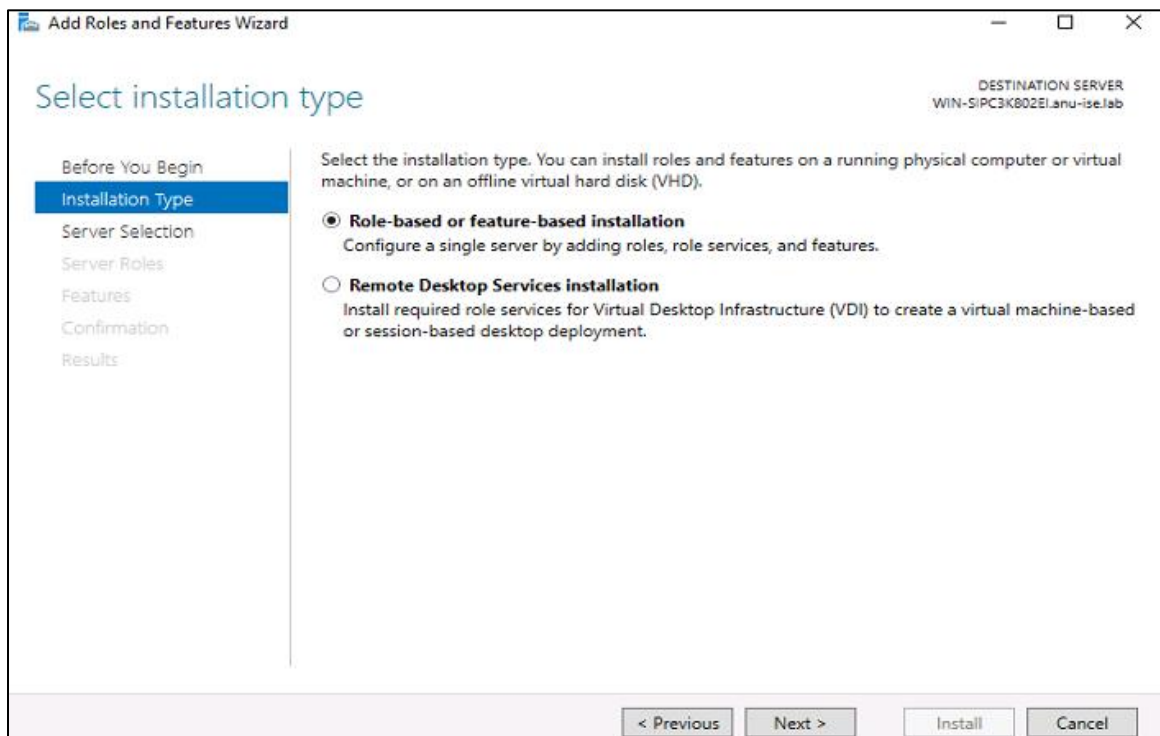 Add Roles and Features Wizard
Select installation type
DESTINATION SERVER
WIN-SIPC3K802EI.anu-ise.lab
Before You Begin
Installation Type
Server Selection
Server Roles
Features
Confirmation
Results
Select the installation type. You can install roles and features on a running physical computer or virtual
machine, or on an offline virtual hard disk (VHD).
Role-based or feature-based installation
Configure a single server by adding roles, role services, and features.
Remote Desktop Services installation
Install required role services for Virtual Desktop Infrastructure (VDI) to create a virtual machine-based
or session-based desktop deployment.
< Previous
Next >
Install
Cancel